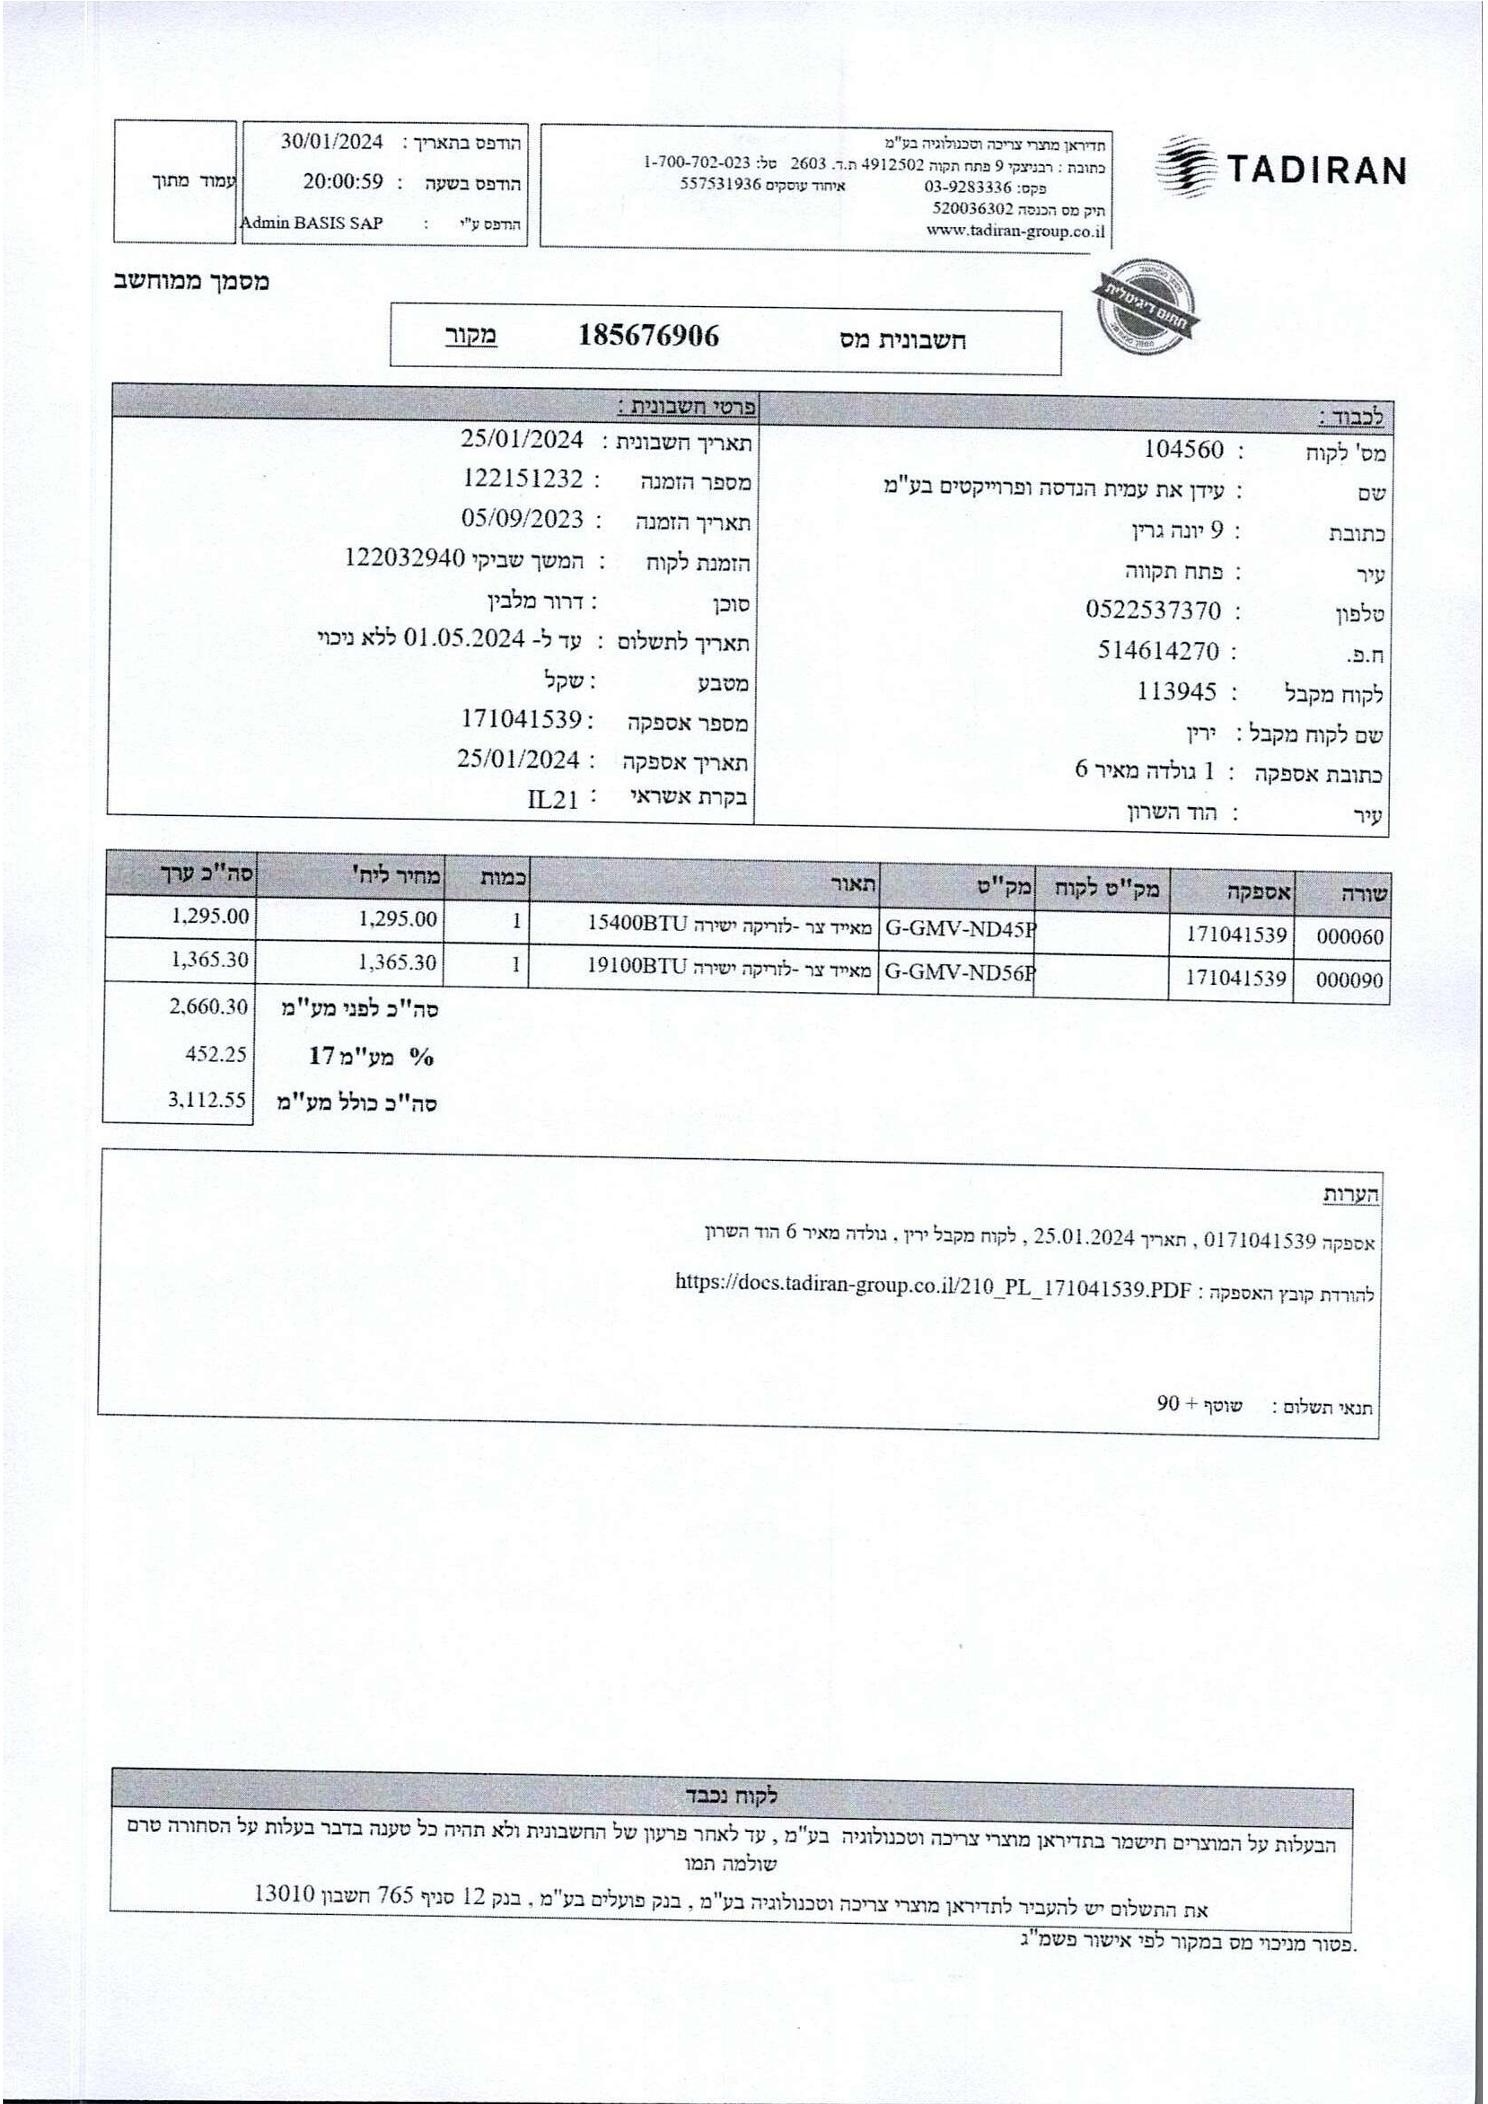 TADIRAN
תדיראן מוצרי צריכה וטכנולוגיה בע"מ
כתובת : רבניצקי 9 פתח תקוה 4912502 ת.ד. 2603 טל: 1-700-702-023
פקס: 03-9283336 איחוד עוסקים 557531936
תיק מס הכנסה 520036302
www.tadiran-group.co.il
הודפס בתאריך : 30/01/2024
הודפס בשעה : 20:00:59
הודפס ע"י : Admin BASIS SAP
עמוד מתוך
מסמך ממוחשב
חתום דיגיטלית
חשבונית מס 185676906 מקור
לכבוד :
מס' לקוח : 104560
שם : עידן את עמית הנדסה ופרוייקטים בע"מ
כתובת : 9 יונה גרין
עיר : פתח תקווה
טלפון : 0522537370
ח.פ. : 514614270
לקוח מקבל : 113945
שם לקוח מקבל : ירין
כתובת אספקה : 1 גולדה מאיר 6
עיר : הוד השרון
פרטי חשבונית :
תאריך חשבונית : 25/01/2024
מספר הזמנה : 122151232
תאריך הזמנה : 05/09/2023
הזמנת לקוח : המשך שביקי 122032940
סוכן : דרור מלבין
תאריך לתשלום : עד ל- 01.05.2024 ללא ניכוי
מטבע : שקל
מספר אספקה : 171041539
תאריך אספקה : 25/01/2024
בקרת אשראי : IL21
שורה אספקה מק"ט לקוח מק"ט תאור כמות מחיר ליח' סה"כ ערך
000060 171041539 G-GMV-ND45P מאייד צר -לזריקה ישירה 15400BTU 1 1,295.00 1,295.00
000090 171041539 G-GMV-ND56P מאייד צר -לזריקה ישירה 19100BTU 1 1,365.30 1,365.30
סה"כ לפני מע"מ 2,660.30
% מע"מ 17 452.25
סה"כ כולל מע"מ 3,112.55
הערות
אספקה 0171041539 , תאריך 25.01.2024 , לקוח מקבל ירין , גולדה מאיר 6 הוד השרון
להורדת קובץ האספקה : https://docs.tadiran-group.co.il/210_PL_171041539.PDF
תנאי תשלום : שוטף + 90
לקוח נכבד
הבעלות על המוצרים תישמר בתדיראן מוצרי צריכה וטכנולוגיה בע"מ , עד לאחר פרעון של החשבונית ולא תהיה כל טענה בדבר בעלות על הסחורה טרם
שולמה תמו
את התשלום יש להעביר לתדיראן מוצרי צריכה וטכנולוגיה בע"מ , בנק פועלים בע"מ , בנק 12 סניף 765 חשבון 13010
פטור מניכוי מס במקור לפי אישור פשמ"ג.